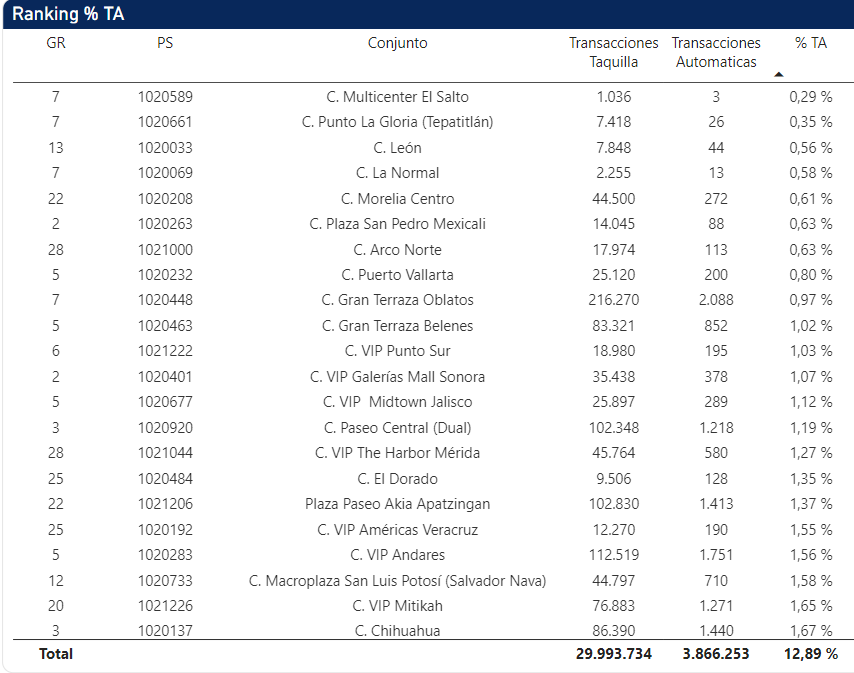 Ranking % TA
GR PS Conjunto Transacciones Taquilla Transacciones Automaticas % TA
7 1020589 C. Multicenter El Salto 1.036 3 0,29 %
7 1020661 C. Punto La Gloria (Tepatitlán) 7.418 26 0,35 %
13 1020033 C. León 7.848 44 0,56 %
7 1020069 C. La Normal 2.255 13 0,58 %
22 1020208 C. Morelia Centro 44.500 272 0,61 %
2 1020263 C. Plaza San Pedro Mexicali 14.045 88 0,63 %
28 1021000 C. Arco Norte 17.974 113 0,63 %
5 1020232 C. Puerto Vallarta 25.120 200 0,80 %
7 1020448 C. Gran Terraza Oblatos 216.270 2.088 0,97 %
5 1020463 C. Gran Terraza Belenes 83.321 852 1,02 %
6 1021222 C. VIP Punto Sur 18.980 195 1,03 %
2 1020401 C. VIP Galerías Mall Sonora 35.438 378 1,07 %
5 1020677 C. VIP  Midtown Jalisco 25.897 289 1,12 %
3 1020920 C. Paseo Central (Dual) 102.348 1.218 1,19 %
28 1021044 C. VIP The Harbor Mérida 45.764 580 1,27 %
25 1020484 C. El Dorado 9.506 128 1,35 %
22 1021206 Plaza Paseo Akia Apatzingan 102.830 1.413 1,37 %
25 1020192 C. VIP Américas Veracruz 12.270 190 1,55 %
5 1020283 C. VIP Andares 112.519 1.751 1,56 %
12 1020733 C. Macroplaza San Luis Potosí (Salvador Nava) 44.797 710 1,58 %
20 1021226 C. VIP Mitikah 76.883 1.271 1,65 %
3 1020137 C. Chihuahua 86.390 1.440 1,67 %
Total 29.993.734 3.866.253 12,89 %